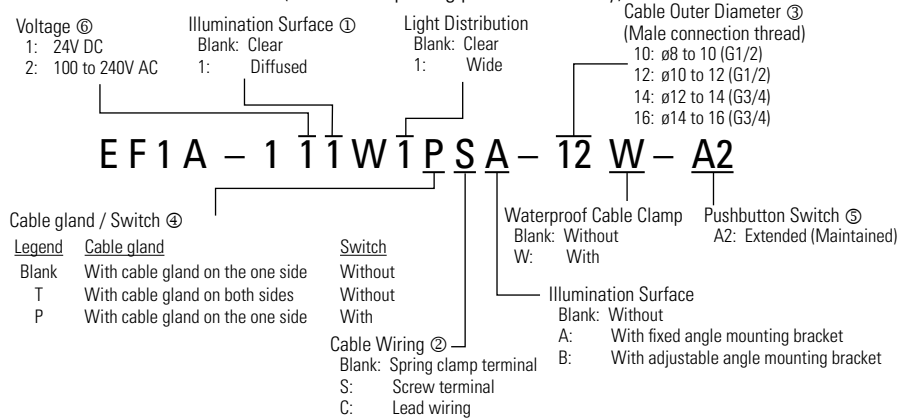 Voltage ⑥
1: 24V DC
2: 100 to 240V AC
Illumination Surface ①
Blank: Clear
1: Diffused
Light Distribution
Blank: Clear
1: Wide
Cable Outer Diameter ③
(Male connection thread)
10: ø8 to 10 (G1/2)
12: ø10 to 12 (G1/2)
14: ø12 to 14 (G3/4)
16: ø14 to 16 (G3/4)
EF1A – 111W1PSA – 12W – A2
Cable gland / Switch ④
Legend Cable gland Switch
Blank With cable gland on the one side Without
T With cable gland on both sides Without
P With cable gland on the one side With
Cable Wiring ②
Blank: Spring clamp terminal
S: Screw terminal
C: Lead wiring
Waterproof Cable Clamp
Blank: Without
W: With
Pushbutton Switch ⑤
A2: Extended (Maintained)
Illumination Surface
Blank: Without
A: With fixed angle mounting bracket
B: With adjustable angle mounting bracket